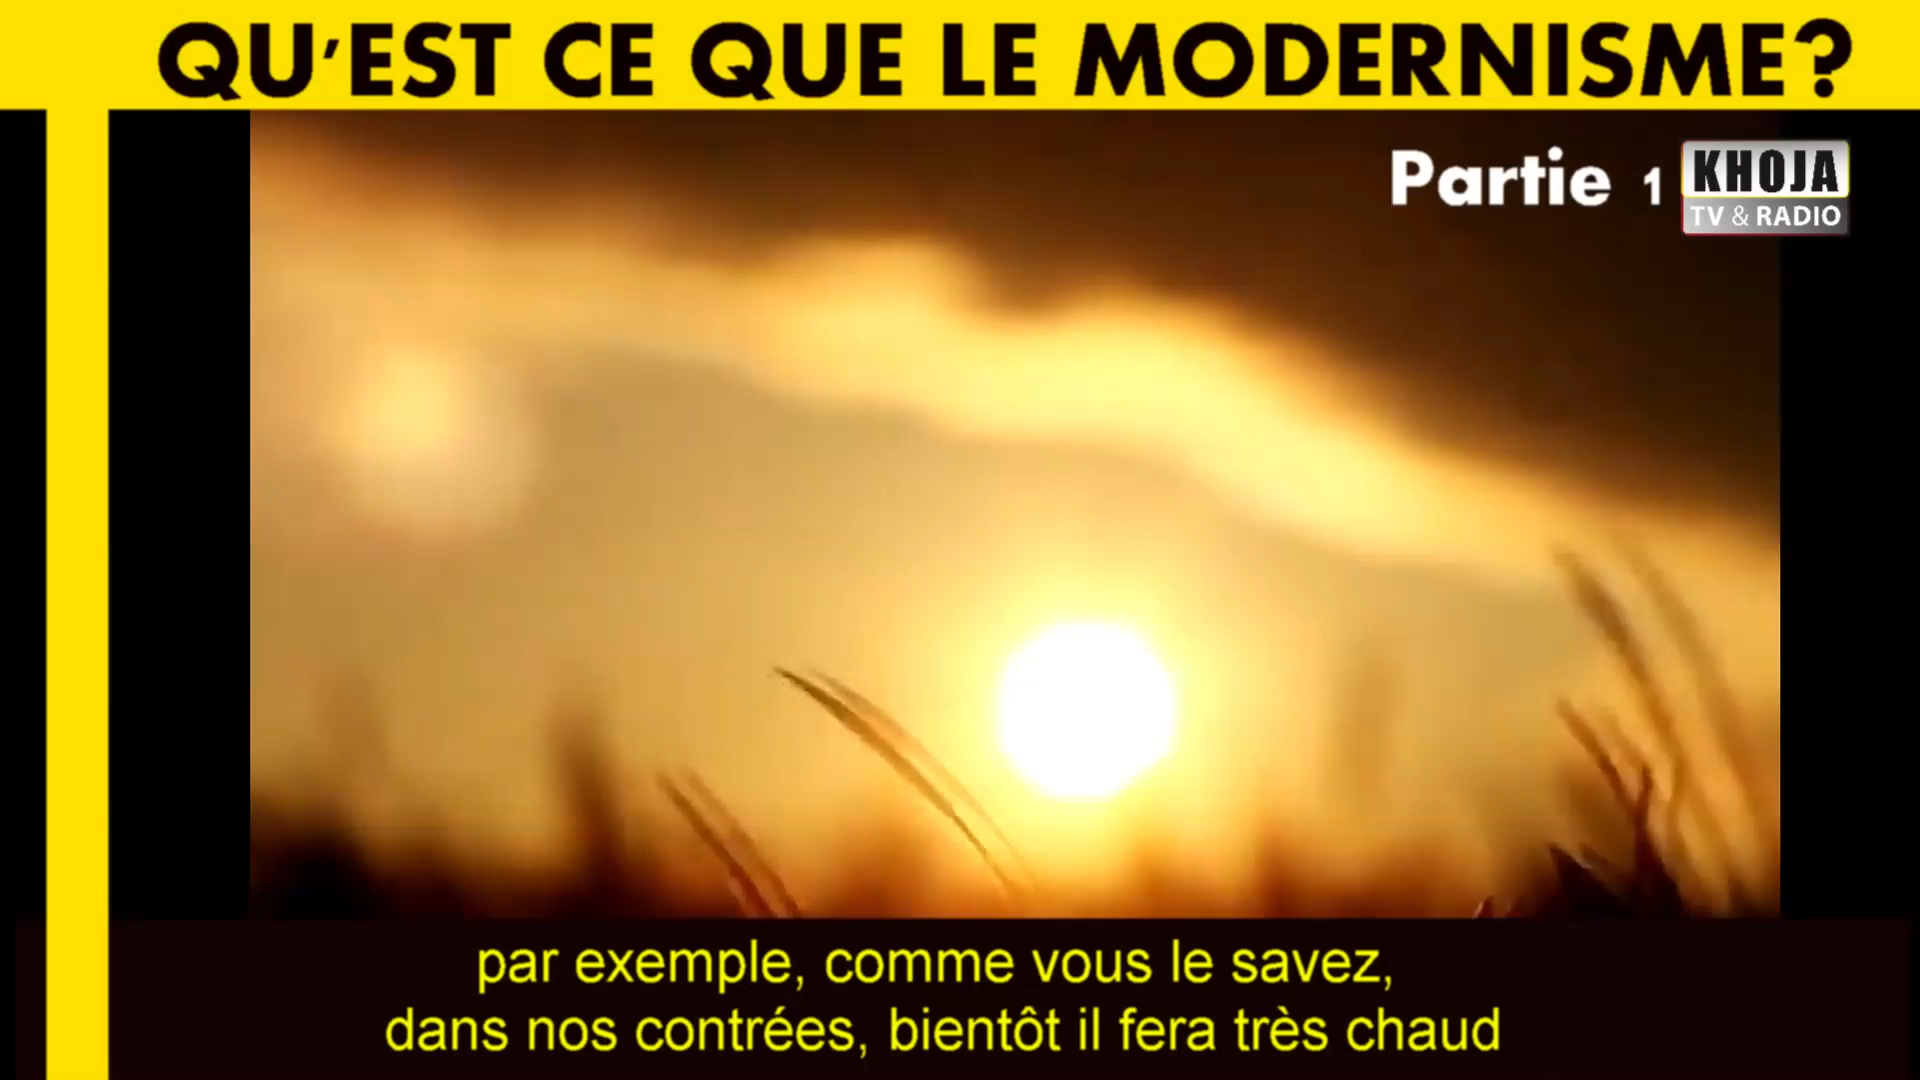 QU'EST CE QUE LE MODERNISME?
Partie 1
KHOJA
TV & RADIO
par exemple, comme vous le savez,
dans nos contrées, bientôt il fera très chaud